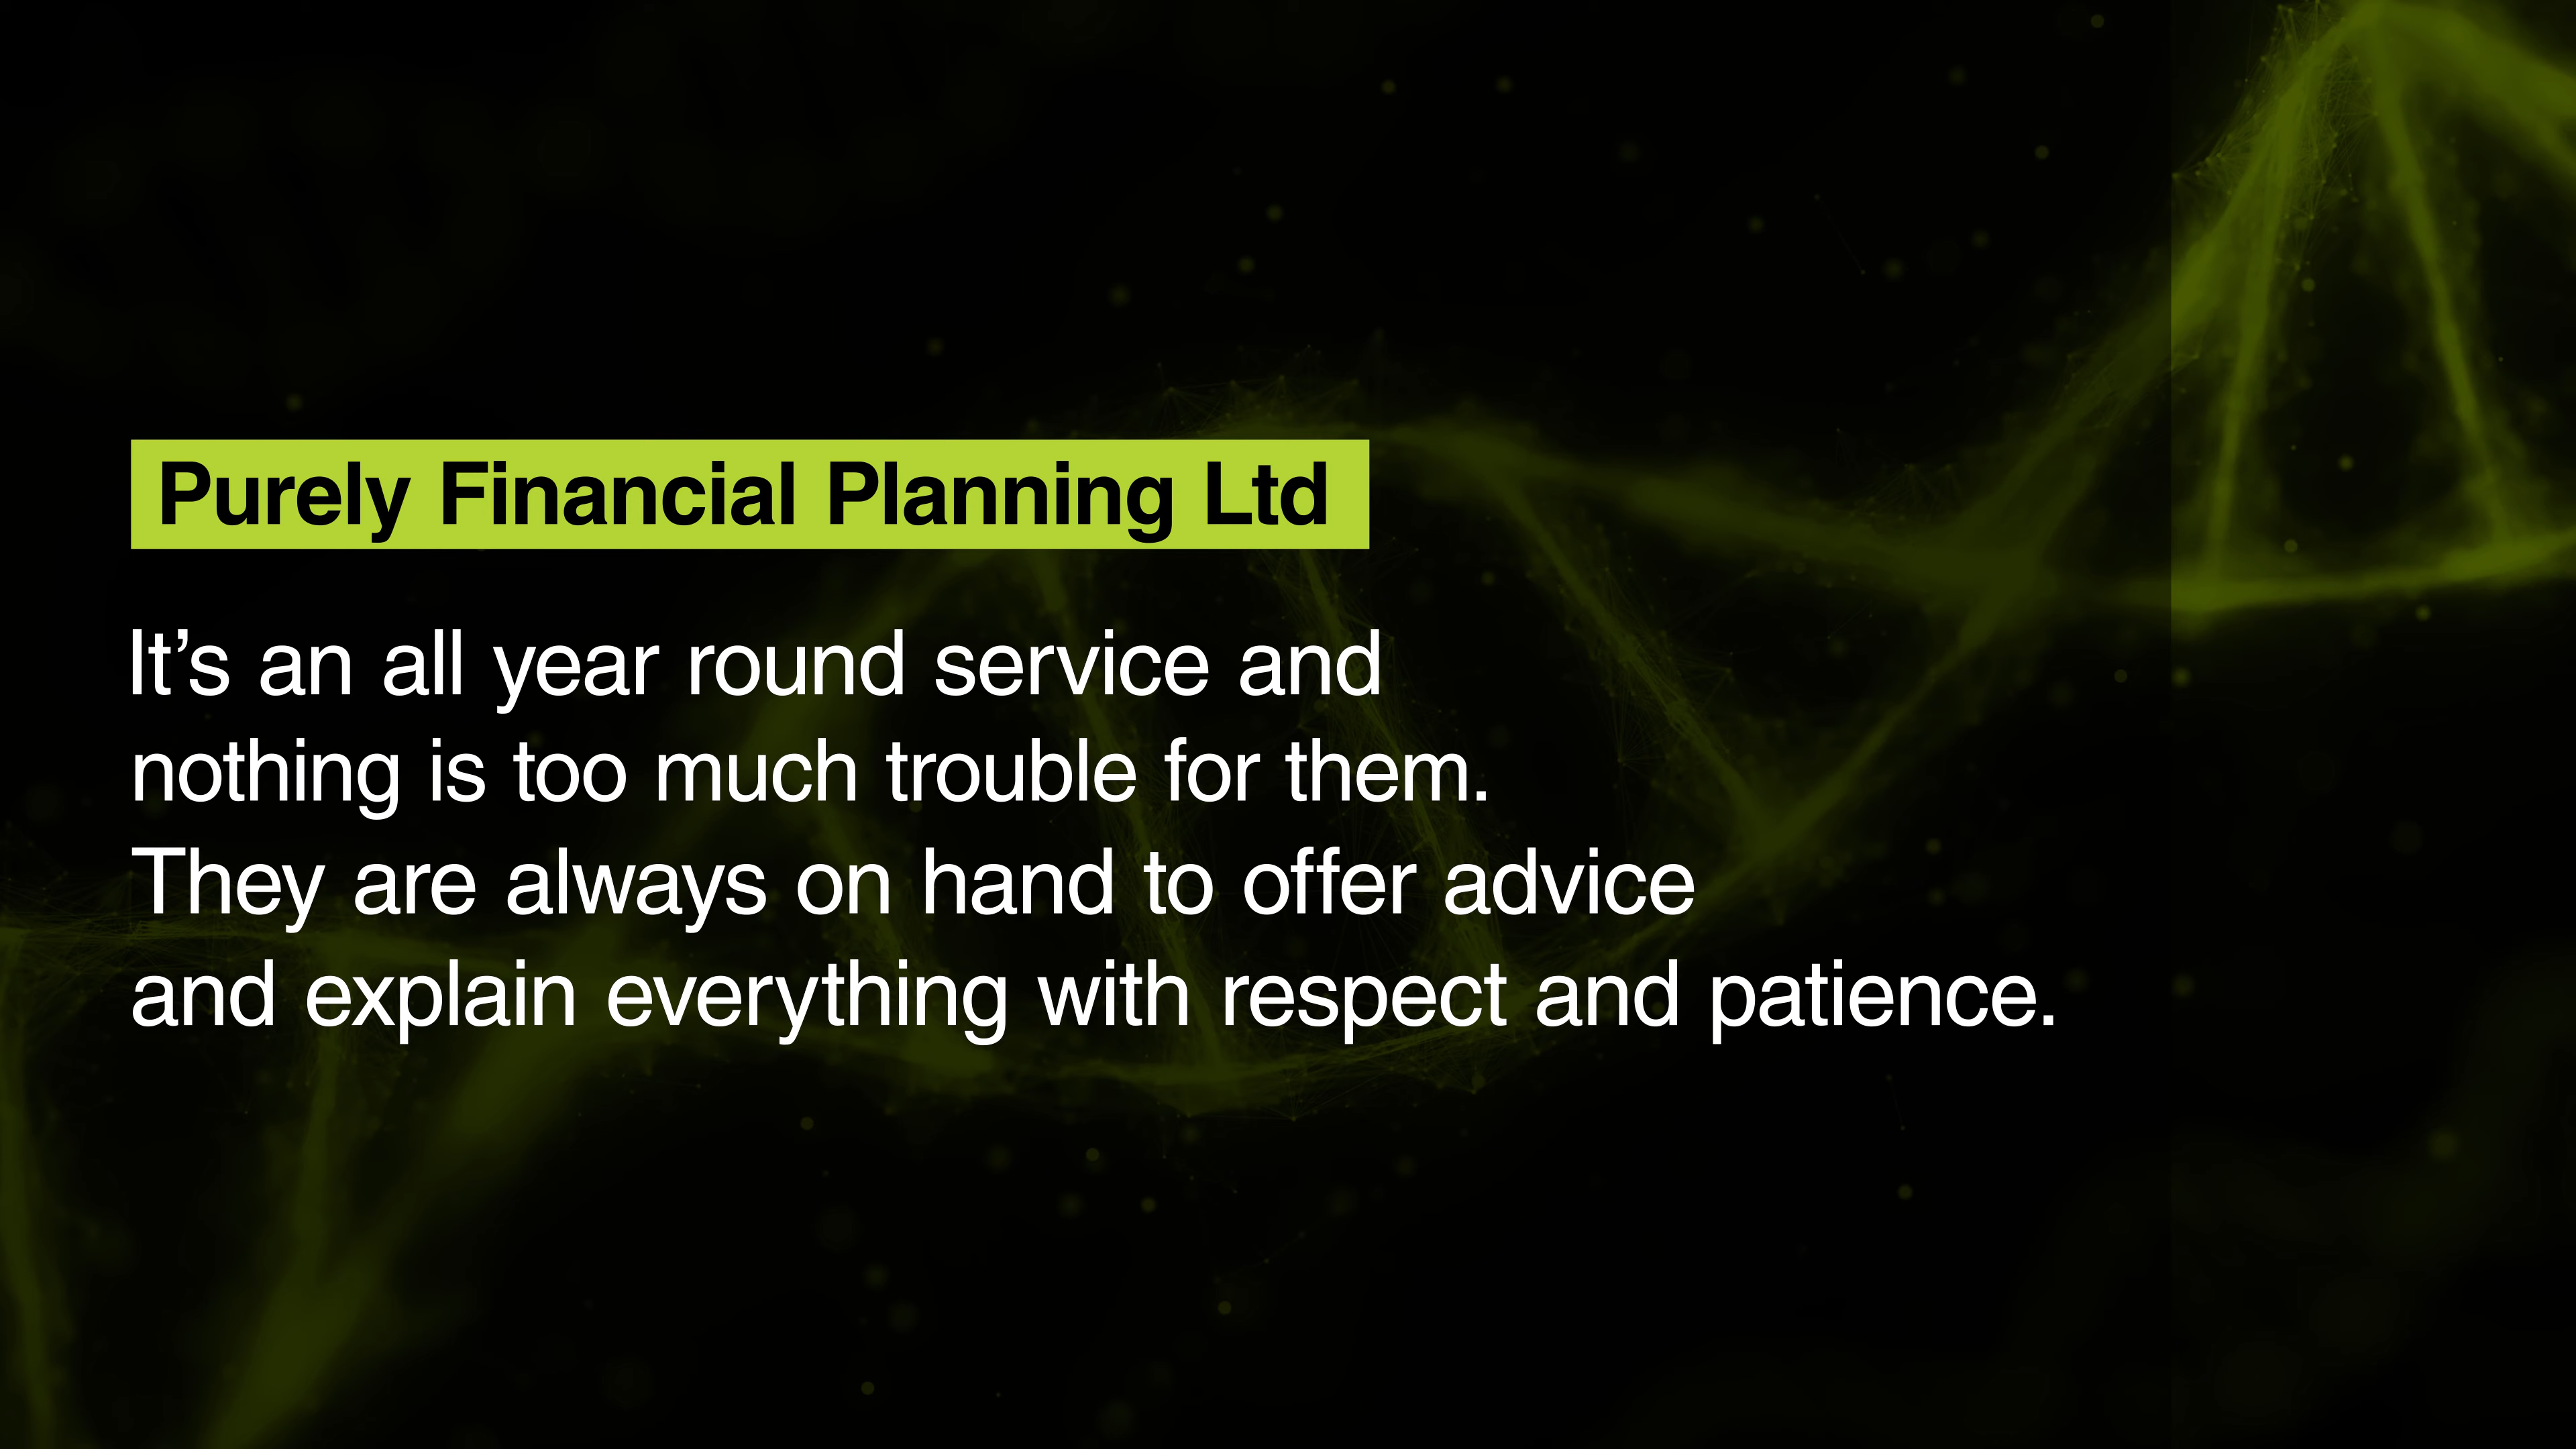 Purely Financial Planning Ltd
It’s an all year round service and
nothing is too much trouble for them.
They are always on hand to offer advice
and explain everything with respect and patience.